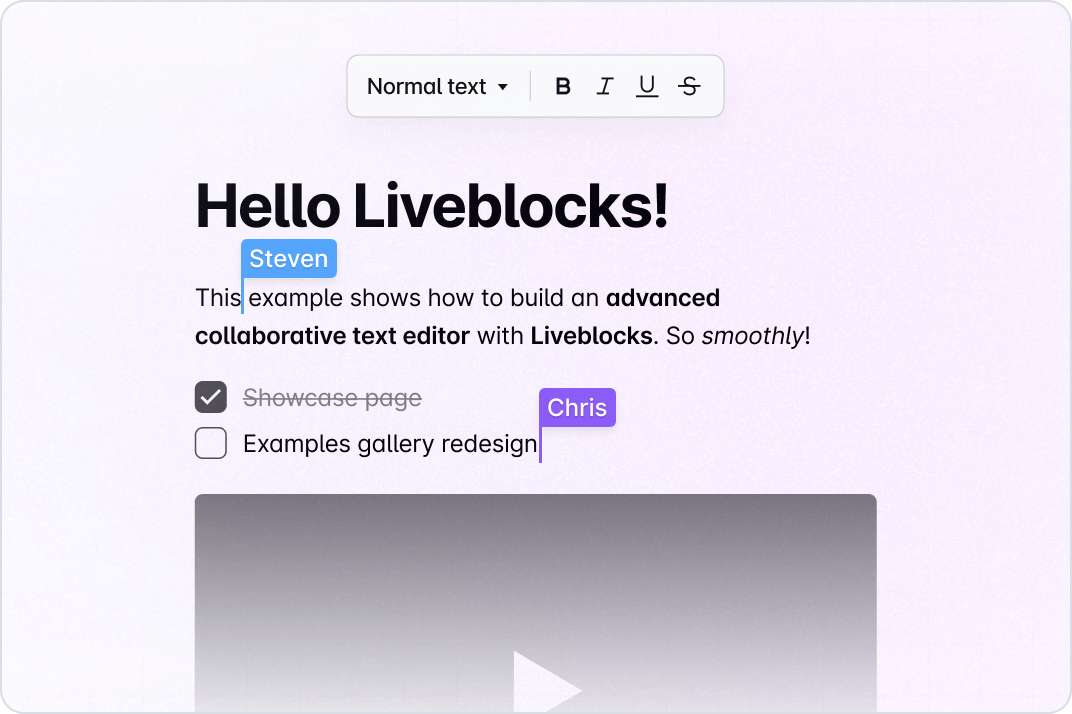 Normal text B I U S
Hello Liveblocks!
Steven
This example shows how to build an advanced
collaborative text editor with Liveblocks. So smoothly!
Showcase page
Chris
Examples gallery redesign